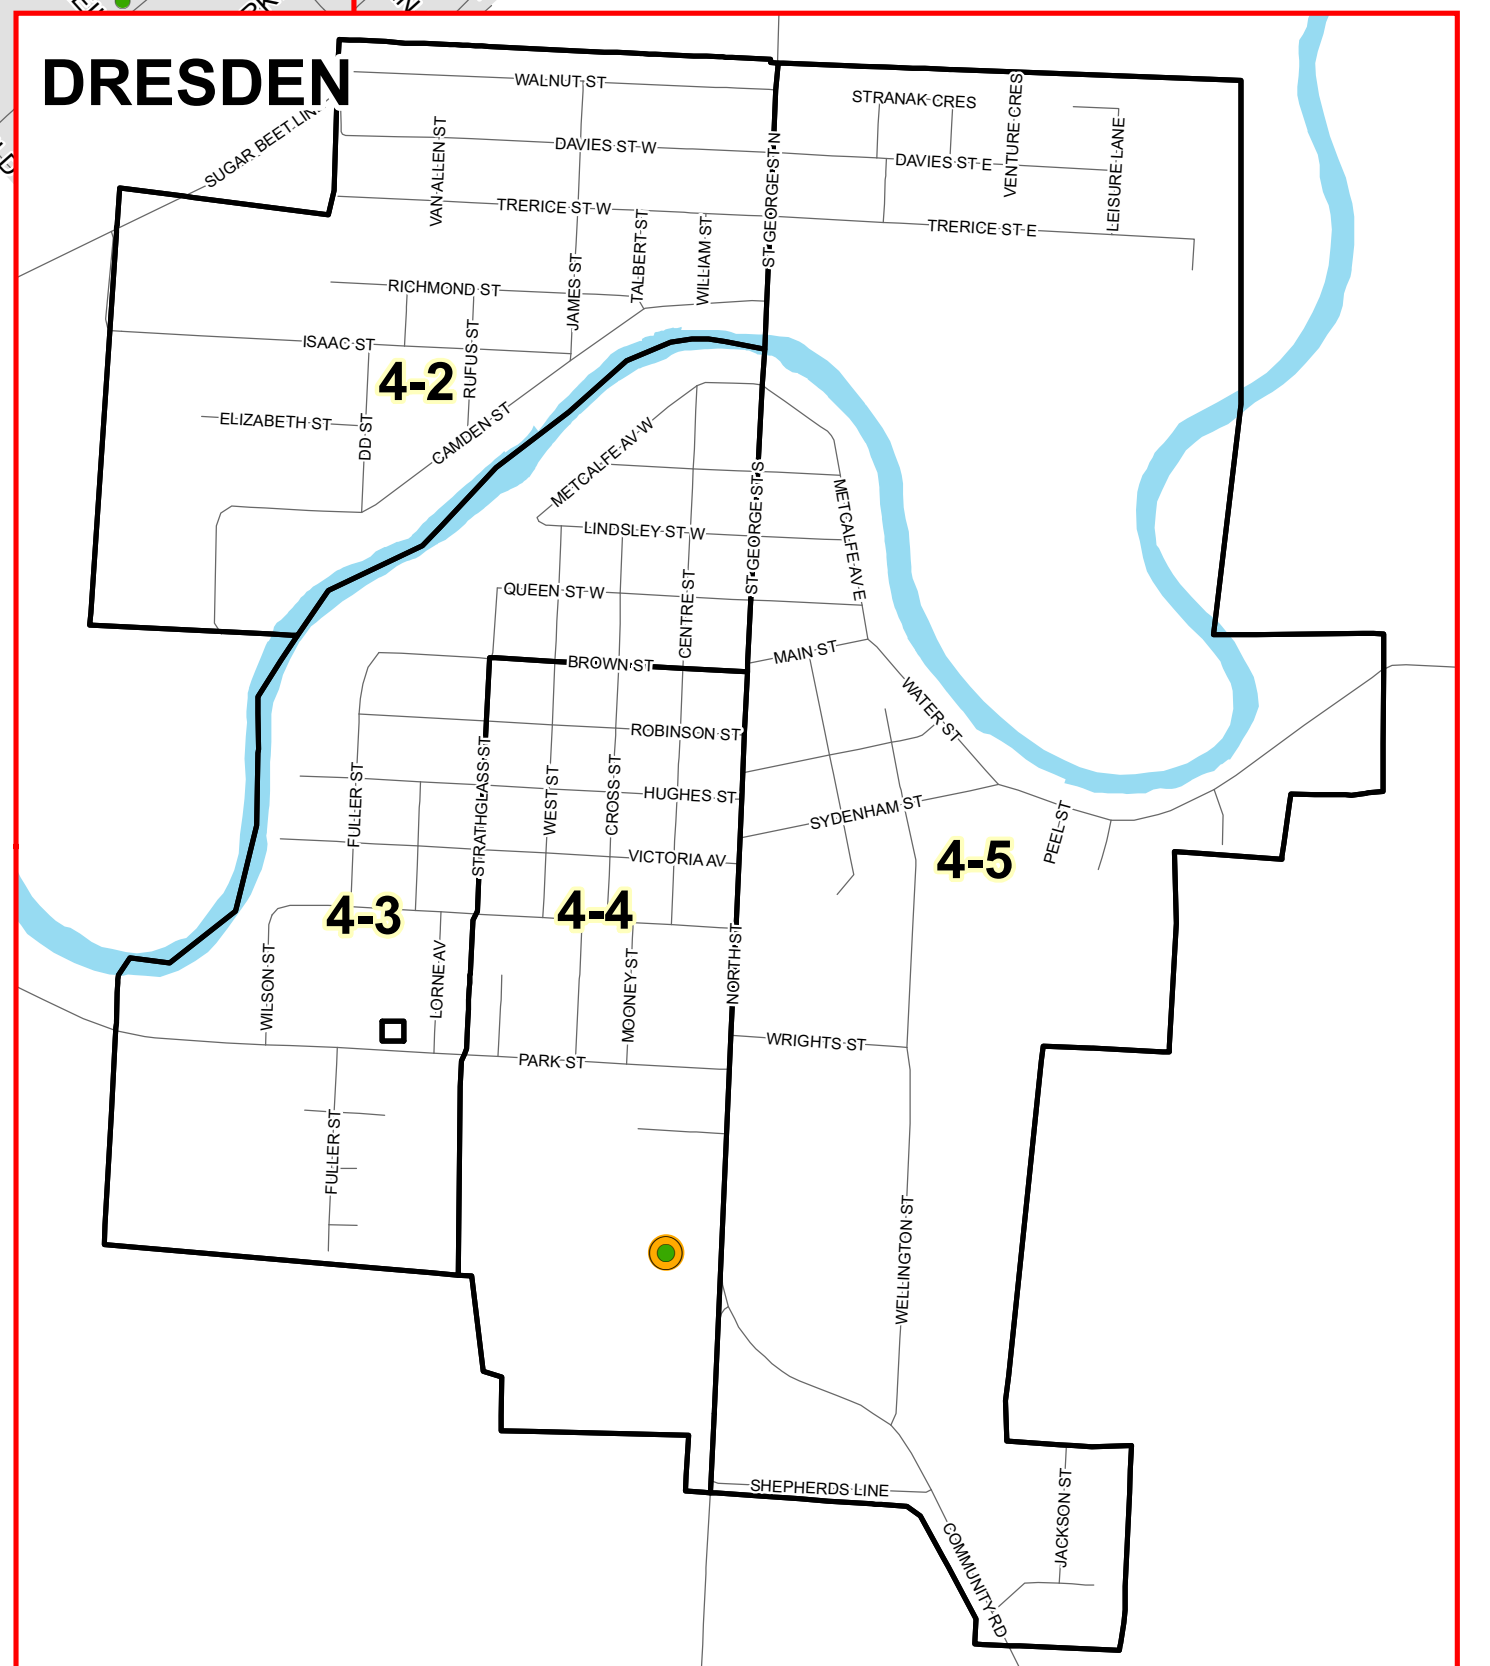 DRESDEN
WALNUT ST
STRANAK CRES
VENTURE CRES
SUGAR BEET LIN
VAN ALLEN ST
DAVIES ST W
ST GEORGE ST N
DAVIES ST E
LEISURE LANE
TRERICE ST W
TALBERT ST
WILLIAM ST
TRERICE ST E
RICHMOND ST
JAMES ST
ISAAC ST
RUFUS ST
4-2
ELIZABETH ST
DD ST
CAMDEN ST
METCALFE AV W
ST GEORGE ST S
METCALFE AV E
LINDSLEY ST W
QUEEN ST W
CENTRE ST
BROWN ST
MAIN ST
WATER ST
ROBINSON ST
FULLER ST
STRATHGLASS ST
WEST ST
CROSS ST
HUGHES ST
SYDENHAM ST
PEEL ST
VICTORIA AV
4-5
4-3
4-4
WILSON ST
LORNE AV
MOONEY ST
NORTH ST
PARK ST
WRIGHTS ST
FULLER ST
WELLINGTON ST
SHEPHERDS LINE
JACKSON ST
COMMUNITY RD